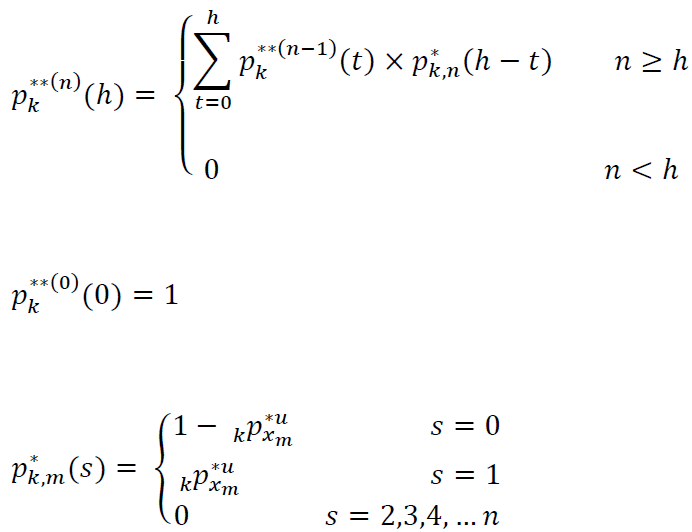 p_k^{**(n)}(h) = { \sum_{t=0}^{h} p_k^{**(n-1)}(t) × p_{k,n}^{*}(h − t)    n ≥ h
0    n < h
p_k^{**(0)}(0) = 1
p_{k,m}^{*}(s) = { 1 − {}_k p_{x_m}^{*u}    s = 0
{}_k p_{x_m}^{*u}    s = 1
0    s = 2,3,4, … n